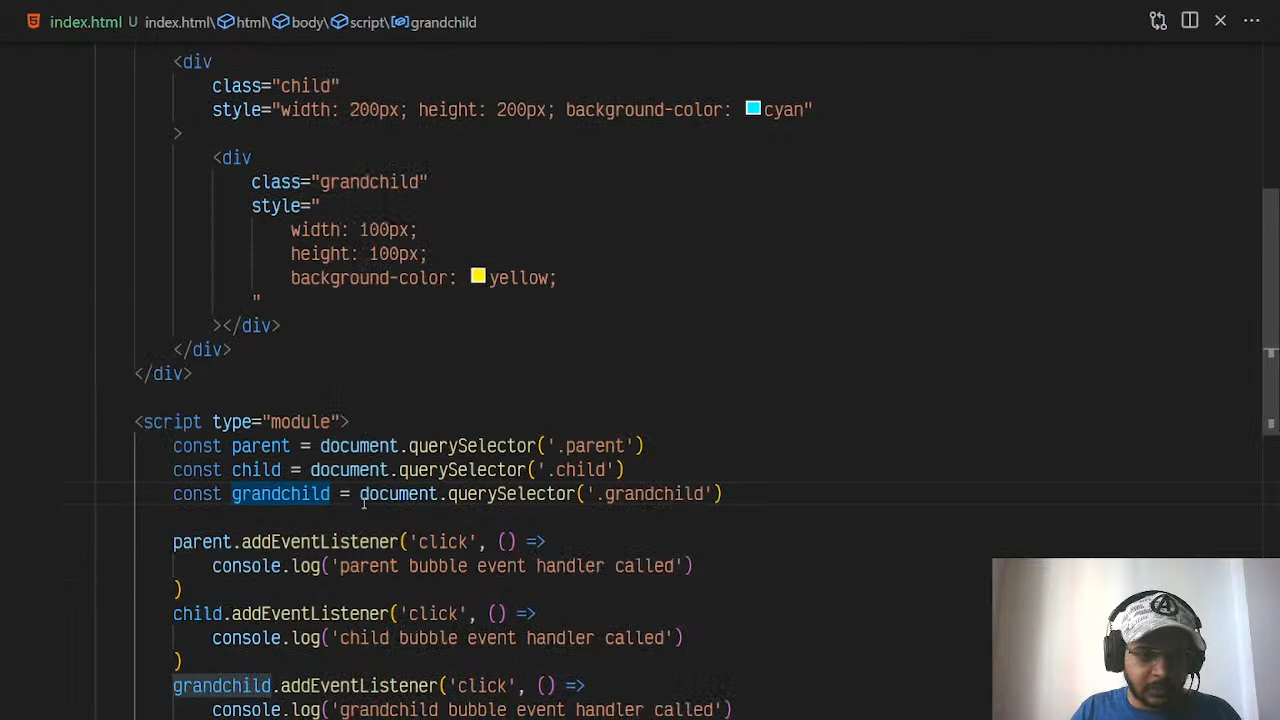 index.html U index.html\html\body\script\grandchild
<div
class="child"
style="width: 200px; height: 200px; background-color: cyan"
>
<div
class="grandchild"
style="
width: 100px;
height: 100px;
background-color: yellow;
"
></div>
</div>
</div>
<script type="module">
const parent = document.querySelector('.parent')
const child = document.querySelector('.child')
const grandchild = document.querySelector('.grandchild')
parent.addEventListener('click', () =>
console.log('parent bubble event handler called')
)
child.addEventListener('click', () =>
console.log('child bubble event handler called')
)
grandchild.addEventListener('click', () =>
console.log('grandchild bubble event handler called')